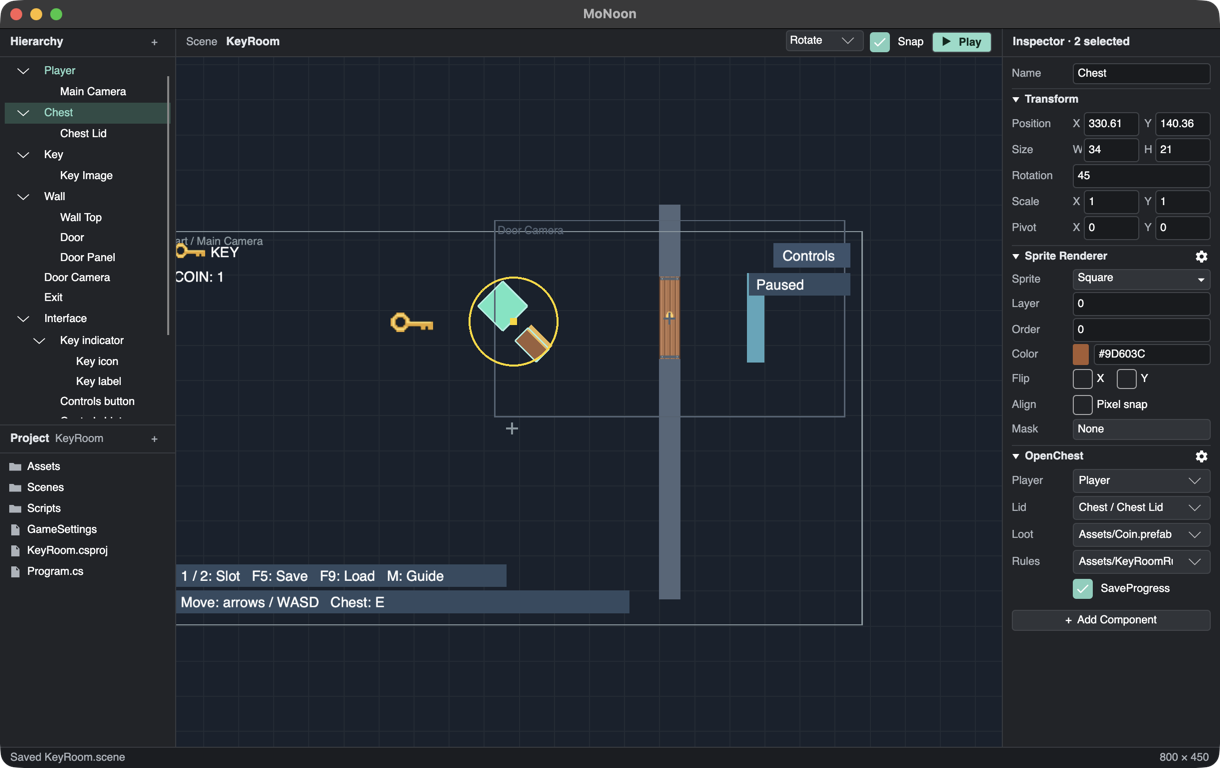 MoNoon
Hierarchy +
Scene KeyRoom
Rotate
Snap
Play
Inspector · 2 selected
Player
Main Camera
Chest
Chest Lid
Key
Key Image
Wall
Wall Top
Door
Door Panel
Door Camera
Exit
Interface
Key indicator
Key icon
Key label
Controls button
Project KeyRoom +
Assets
Scenes
Scripts
GameSettings
KeyRoom.csproj
Program.cs
art / Main Camera
KEY
COIN: 1
Door Camera
Controls
Paused
1 / 2: Slot F5: Save F9: Load M: Guide
Move: arrows / WASD Chest: E
Name Chest
Transform
Position X 330.61 Y 140.36
Size W 34 H 21
Rotation 45
Scale X 1 Y 1
Pivot X 0 Y 0
Sprite Renderer
Sprite Square
Layer 0
Order 0
Color #9D603C
Flip X Y
Align Pixel snap
Mask None
OpenChest
Player Player
Lid Chest / Chest Lid
Loot Assets/Coin.prefab
Rules Assets/KeyRoomRu
SaveProgress
+ Add Component
Saved KeyRoom.scene
800 × 450